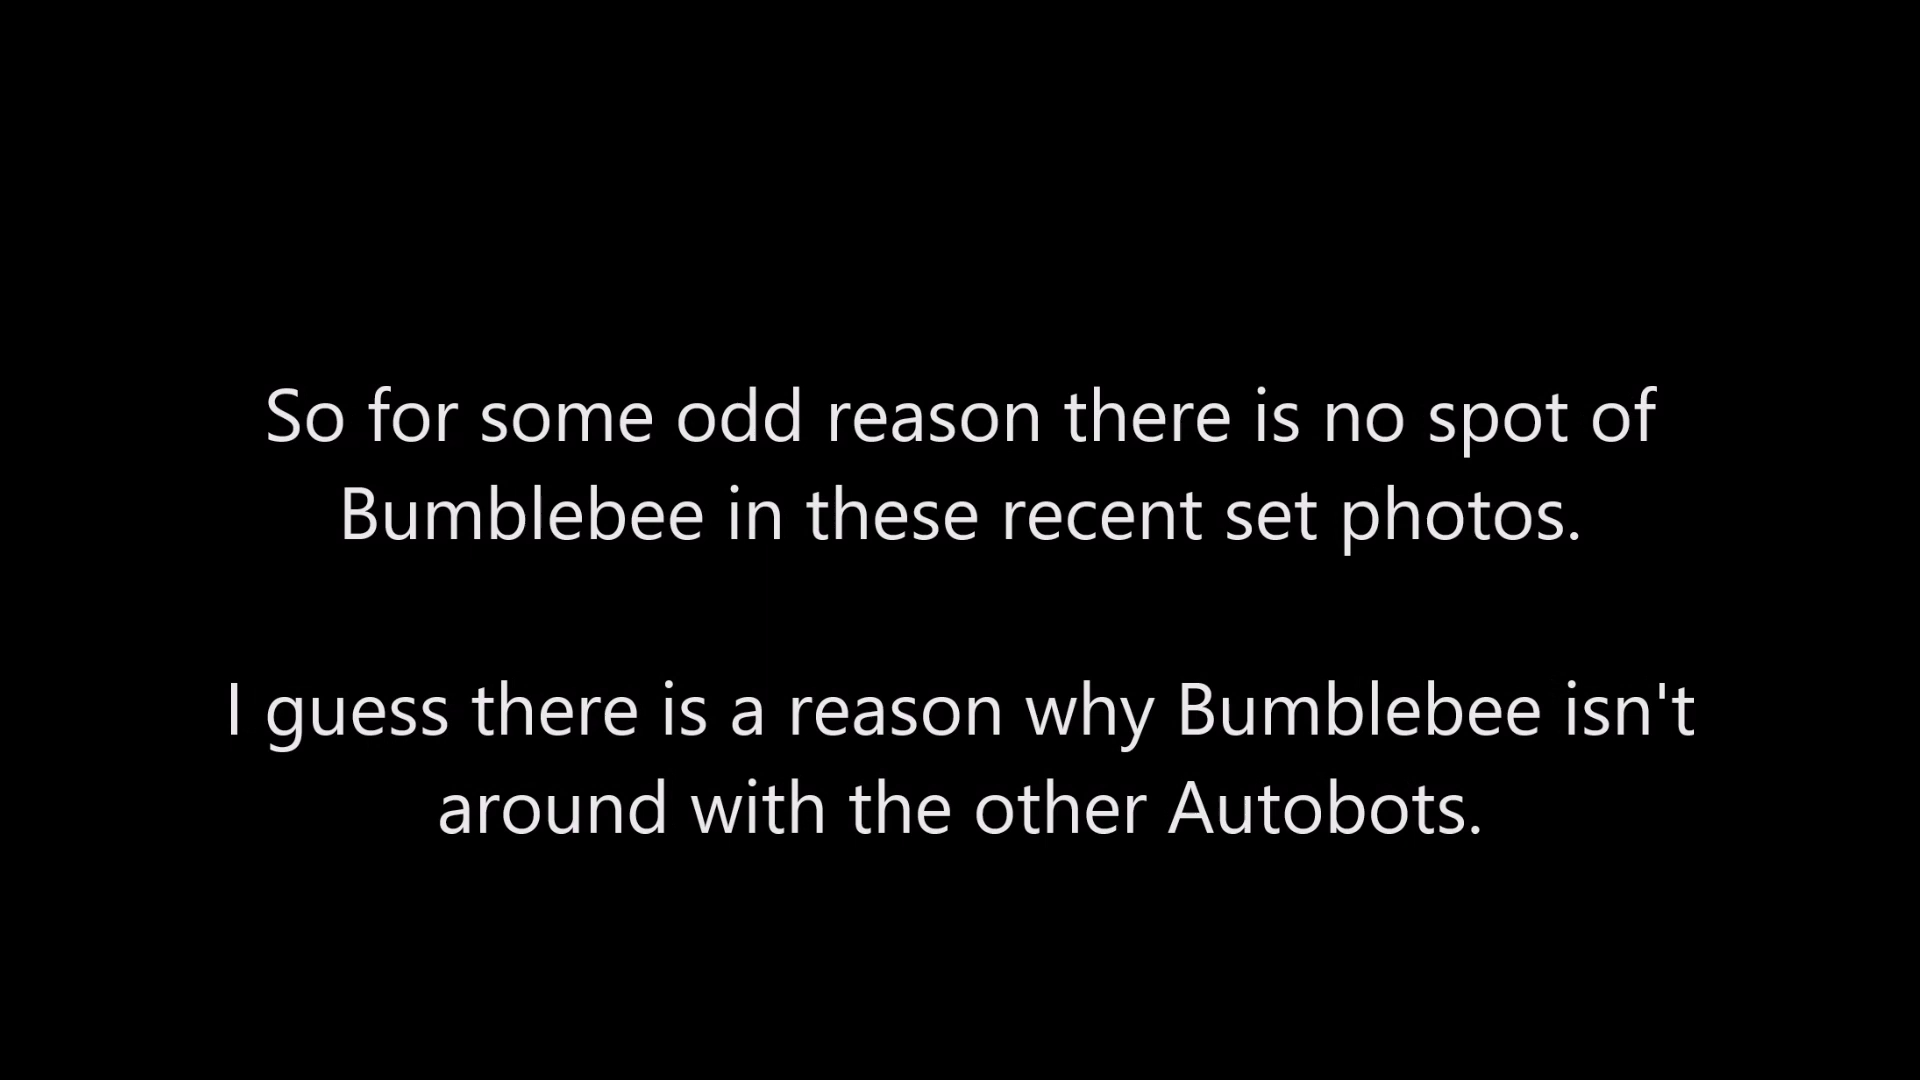 So for some odd reason there is no spot of
Bumblebee in these recent set photos.
I guess there is a reason why Bumblebee isn't
around with the other Autobots.